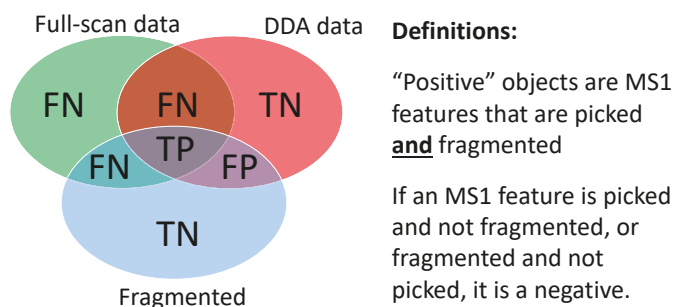 Full-scan data
DDA data
FN
FN
TN
TP
FN
FP
TN
Fragmented
Definitions:
“Positive” objects are MS1
features that are picked
and fragmented
If an MS1 feature is picked
and not fragmented, or
fragmented and not
picked, it is a negative.